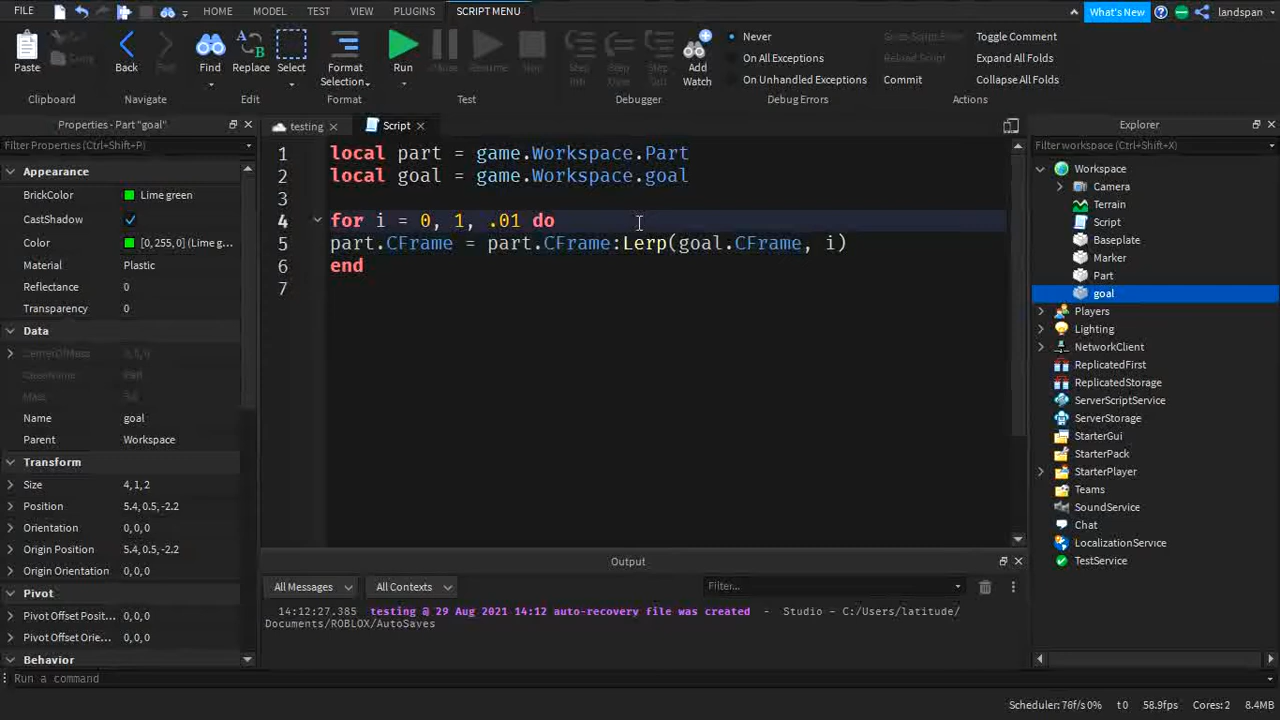 FILE
HOME
MODEL
TEST
VIEW
PLUGINS
SCRIPT MENU
What's New
landspan
Paste
Back
Find
Replace
Select
Format
Selection
Run
Add
Watch
Never
On All Exceptions
On Unhandled Exceptions
Commit
Toggle Comment
Expand All Folds
Collapse All Folds
Clipboard
Navigate
Edit
Format
Test
Debugger
Debug Errors
Actions
Properties - Part "goal"
Filter Properties (Ctrl+Shift+P)
Appearance
BrickColor Lime green
CastShadow
Color [0, 255, 0] (Lime g...
Material Plastic
Reflectance 0
Transparency 0
Data
CenterOfMass
ClassName Part
Mass
Name goal
Parent Workspace
Transform
Size 4,1,2
Position 5.4,0.5,-2.2
Orientation 0,0,0
Origin Position 5.4,0.5,-2.2
Origin Orientation 0,0,0
Pivot
Pivot Offset Posit... 0,0,0
Pivot Offset Orie... 0,0,0
Behavior
testing
Script
1 local part = game.Workspace.Part
2 local goal = game.Workspace.goal
3
4 for i = 0, 1, .01 do
5 part.CFrame = part.CFrame:Lerp(goal.CFrame, i)
6 end
7
Output
All Messages
All Contexts
Filter...
14:12:27.385 testing @ 29 Aug 2021 14:12 auto-recovery file was created - Studio - C:/Users/latitude/
Documents/ROBLOX/AutoSaves
Explorer
Filter workspace (Ctrl+Shift+X)
Workspace
Camera
Terrain
Script
Baseplate
Marker
Part
goal
Players
Lighting
NetworkClient
ReplicatedFirst
ReplicatedStorage
ServerScriptService
ServerStorage
StarterGui
StarterPack
StarterPlayer
Teams
SoundService
Chat
LocalizationService
TestService
Run a command
Scheduler: 76f/0% t0 58.9fps Cores: 2 8.4MB